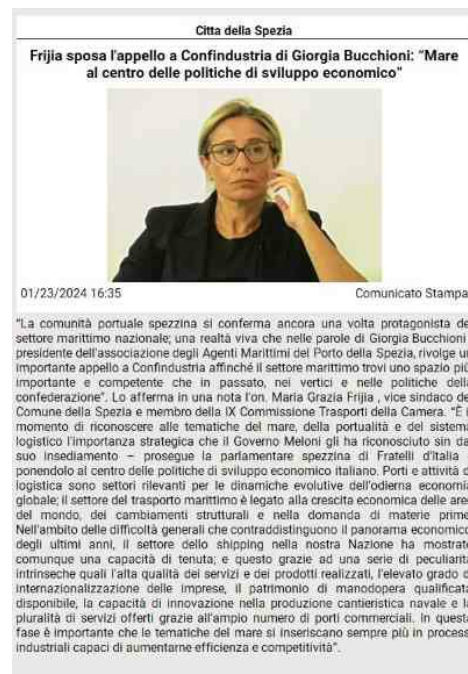 Citta della Spezia
Frijia sposa l'appello a Confindustria di Giorgia Bucchioni: “Mare
al centro delle politiche di sviluppo economico”
01/23/2024 16:35 Comunicato Stampa
“La comunità portuale spezzina si conferma ancora una volta protagonista de
settore marittimo nazionale; una realtà viva che nelle parole di Giorgia Bucchioni
presidente dell'associazione degli Agenti Marittimi del Porto della Spezia, rivolge u
importante appello a Confindustria affinché il settore marittimo trovi uno spazio più
importante e competente che in passato, nei vertici e nelle politiche dell
confederazione”. Lo afferma in una nota l'on. Maria Grazia Frijia , vice sindaco de
Comune della Spezia e membro della IX Commissione Trasporti della Camera. “È i
momento di riconoscere alle tematiche del mare, della portualità e del sistema
logistico l'importanza strategica che il Governo Meloni gli ha riconosciuto sin da
suo insediamento – prosegue la parlamentare spezzina di Fratelli d'Italia
ponendolo al centro delle politiche di sviluppo economico italiano. Porti e attività d
logistica sono settori rilevanti per le dinamiche evolutive dell'odierna economia
globale; il settore del trasporto marittimo è legato alla crescita economica delle are
del mondo, dei cambiamenti strutturali e nella domanda di materie prime
Nell'ambito delle difficoltà generali che contraddistinguono il panorama economico
degli ultimi anni, il settore dello shipping nella nostra Nazione ha mostrato
comunque una capacità di tenuta; e questo grazie ad una serie di peculiarità
intrinseche quali l'alta qualità dei servizi e dei prodotti realizzati, l'elevato grado d
internazionalizzazione delle imprese, il patrimonio di manodopera qualificata
disponibile, la capacità di innovazione nella produzione cantieristica navale e la
pluralità di servizi offerti grazie all'ampio numero di porti commerciali. In questa
fase è importante che le tematiche del mare si inseriscano sempre più in process
industriali capaci di aumentarne efficienza e competitività”.